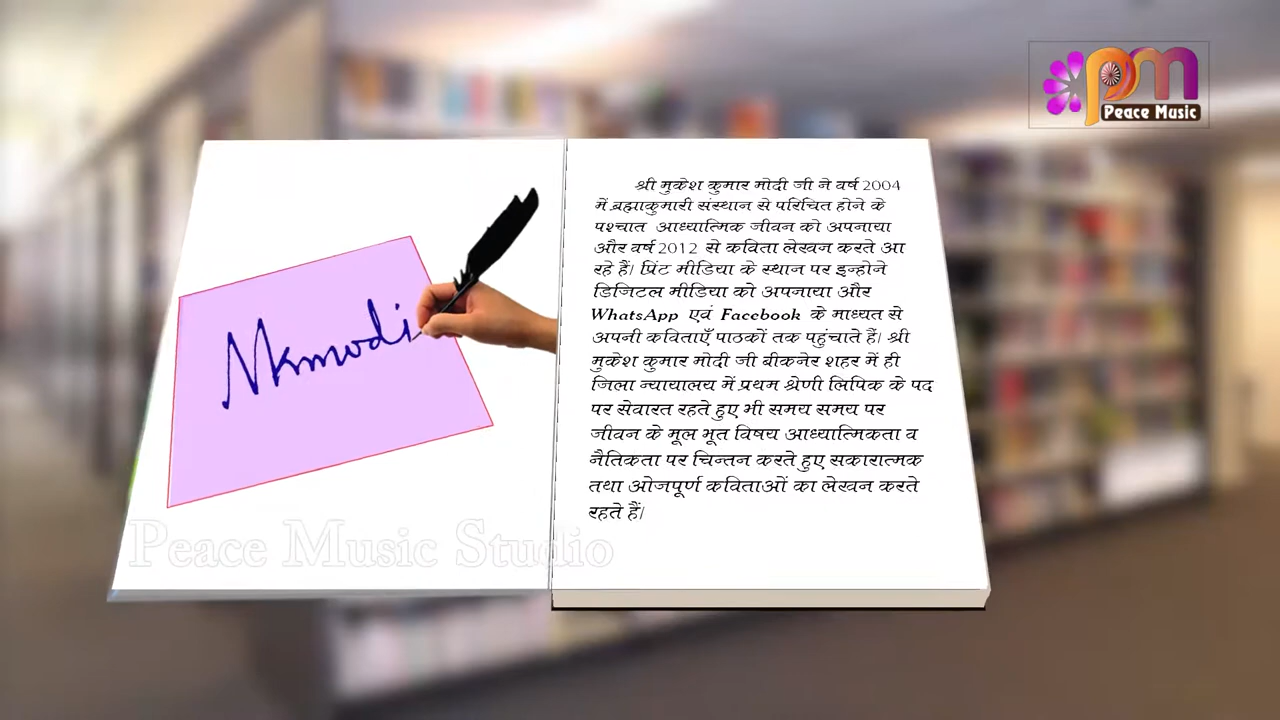 Peace Music
श्री मुकेश कुमार मोदी जी ने वर्ष 2004
में ब्रह्माकुमारी संस्थान से परिचित होने के
पश्चात आध्यात्मिक जीवन को अपनाया
और वर्ष 2012 से कविता लेखन करते आ
रहे हैं। प्रिंट मीडिया के स्थान पर इन्होने
डिजिटल मीडिया को अपनाया और
WhatsApp एवं Facebook के माध्यत से
अपनी कविताएँ पाठकों तक पहुंचाते हैं। श्री
मुकेश कुमार मोदी जी बीकनेर शहर में ही
जिला न्यायालय में प्रथम श्रेणी लिपिक के पद
पर सेवारत रहते हुए भी समय समय पर
जीवन के मूल भूत विषय आध्यात्मिकता व
नैतिकता पर चिन्तन करते हुए सकारात्मक
तथा ओजपूर्ण कविताओं का लेखन करते
रहते हैं।
Mkmodi
Peace Music Studio